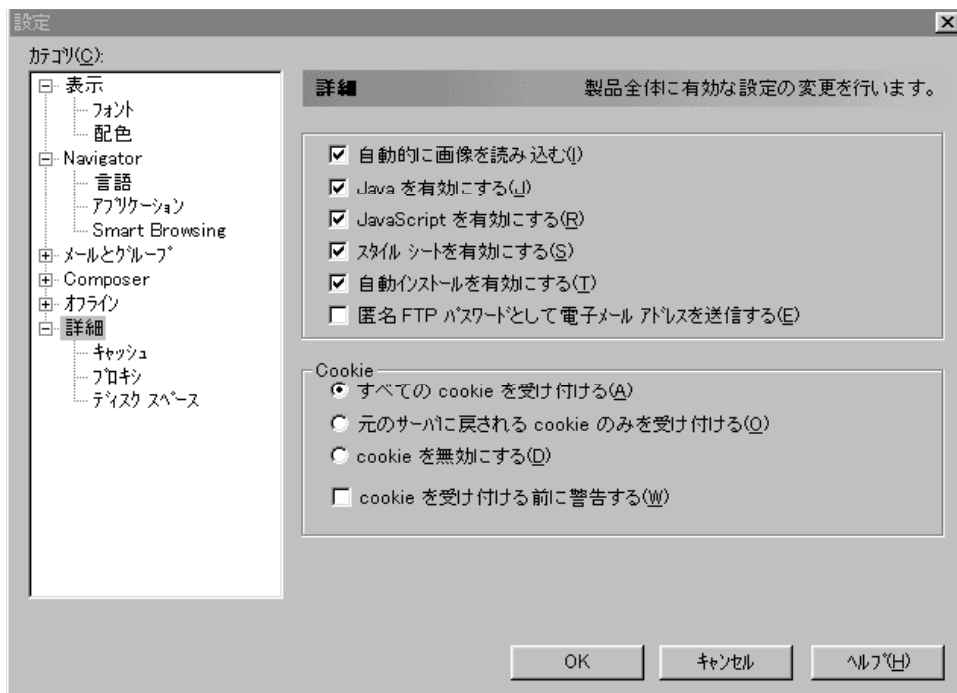 設定
カテゴリ(C):
表示
フォント
配色
Navigator
言語
アプリケーション
Smart Browsing
メールとグループ
Composer
オフライン
詳細
キャッシュ
プロキシ
ディスク スペース
詳細 製品全体に有効な設定の変更を行います。
自動的に画像を読み込む(I)
Java を有効にする(J)
JavaScript を有効にする(R)
スタイル シートを有効にする(S)
自動インストールを有効にする(T)
匿名 FTP パスワードとして電子メール アドレスを送信する(E)
Cookie
すべての cookie を受け付ける(A)
元のサーバに戻される cookie のみを受け付ける(O)
cookie を無効にする(D)
cookie を受け付ける前に警告する(W)
OK キャンセル ヘルプ(H)